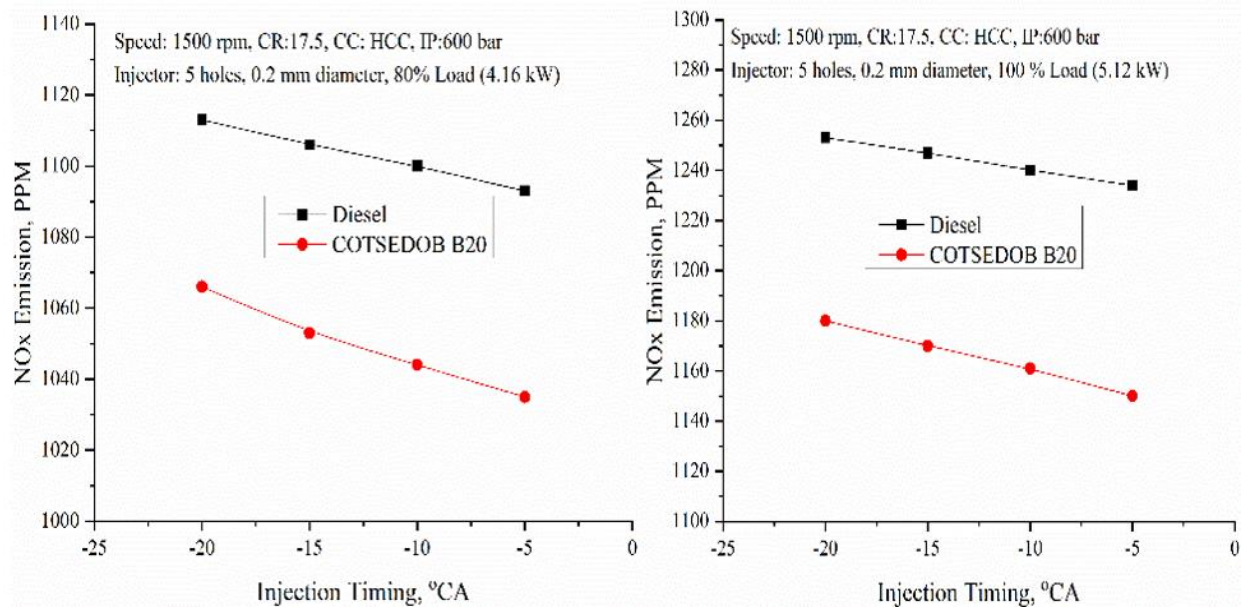 Speed: 1500 rpm, CR:17.5, CC: HCC, IP:600 bar
Injector: 5 holes, 0.2 mm diameter, 80% Load (4.16 kW)
1140
1120
1100
1080
1060
1040
1020
1000
NOx Emission, PPM
Diesel
COTSEDOB B20
-25 -20 -15 -10 -5 0
Injection Timing, °CA
Speed: 1500 rpm, CR:17.5, CC: HCC, IP:600 bar
Injector: 5 holes, 0.2 mm diameter, 100 % Load (5.12 kW)
1300
1280
1260
1240
1220
1200
1180
1160
1140
1120
1100
NOx Emission, PPM
Diesel
COTSEDOB B20
-25 -20 -15 -10 -5 0
Injection Timing, °CA